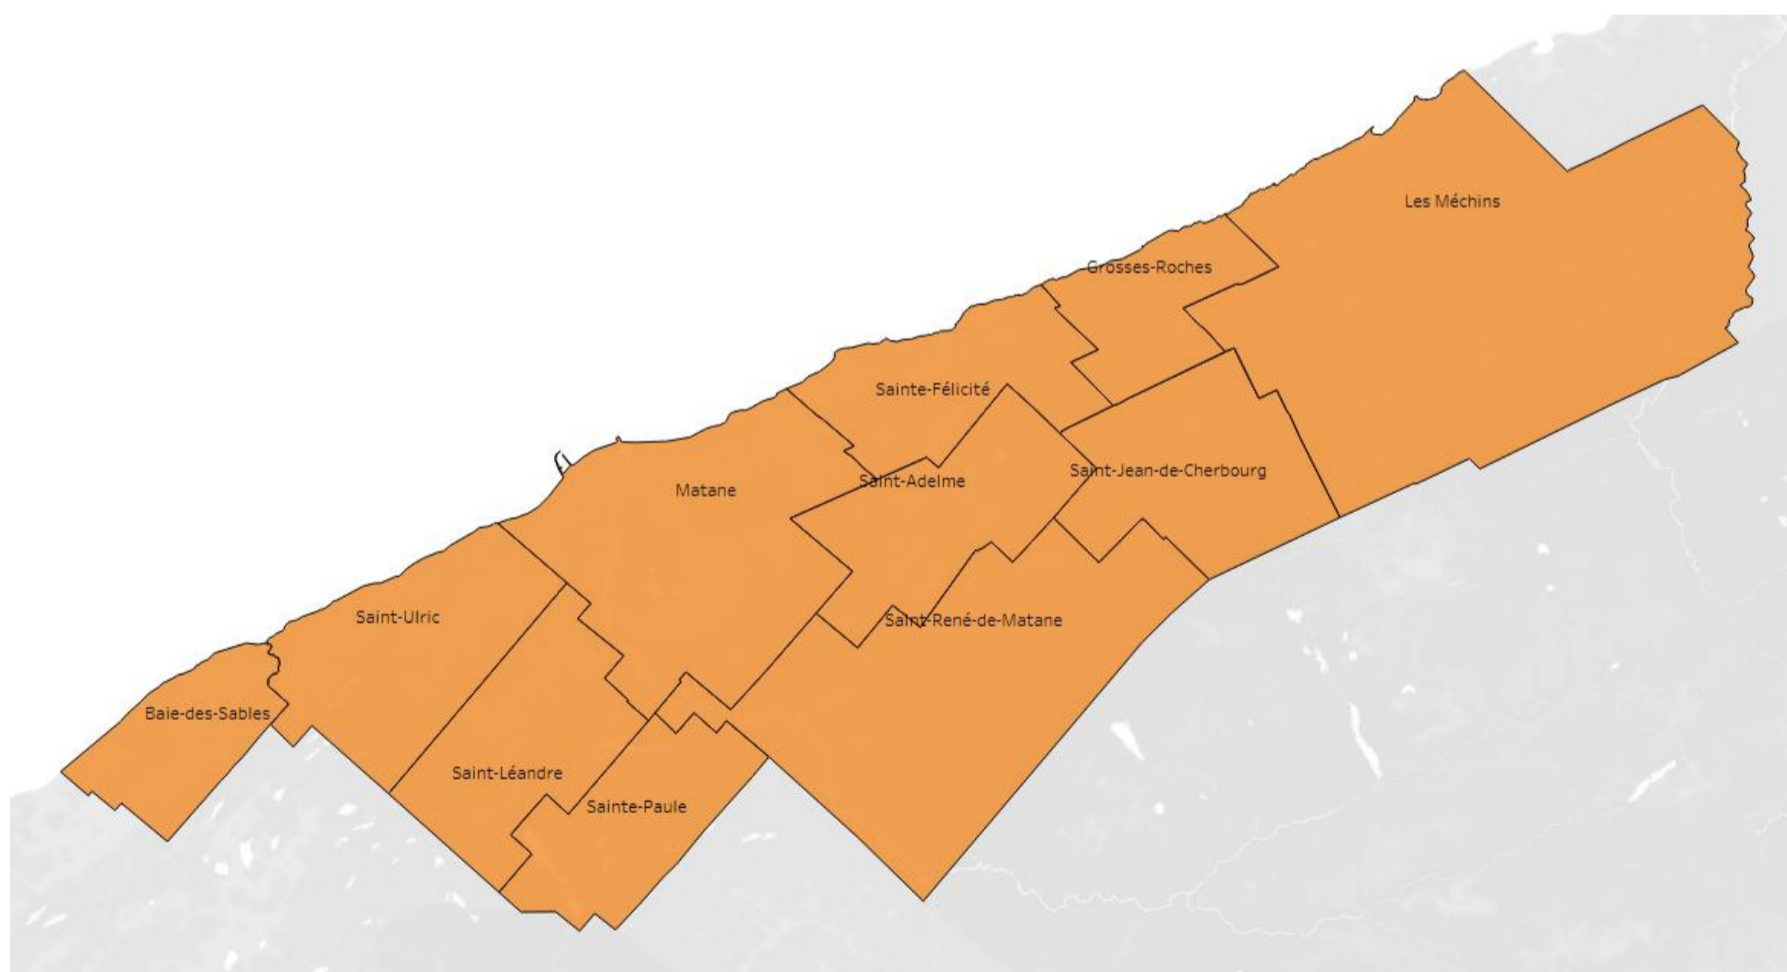 Les Méchins
Grosses-Roches
Sainte-Félicité
Saint-Jean-de-Cherbourg
Saint-Adelme
Matane
Saint-Ulric
Saint-René-de-Matane
Baie-des-Sables
Saint-Léandre
Sainte-Paule